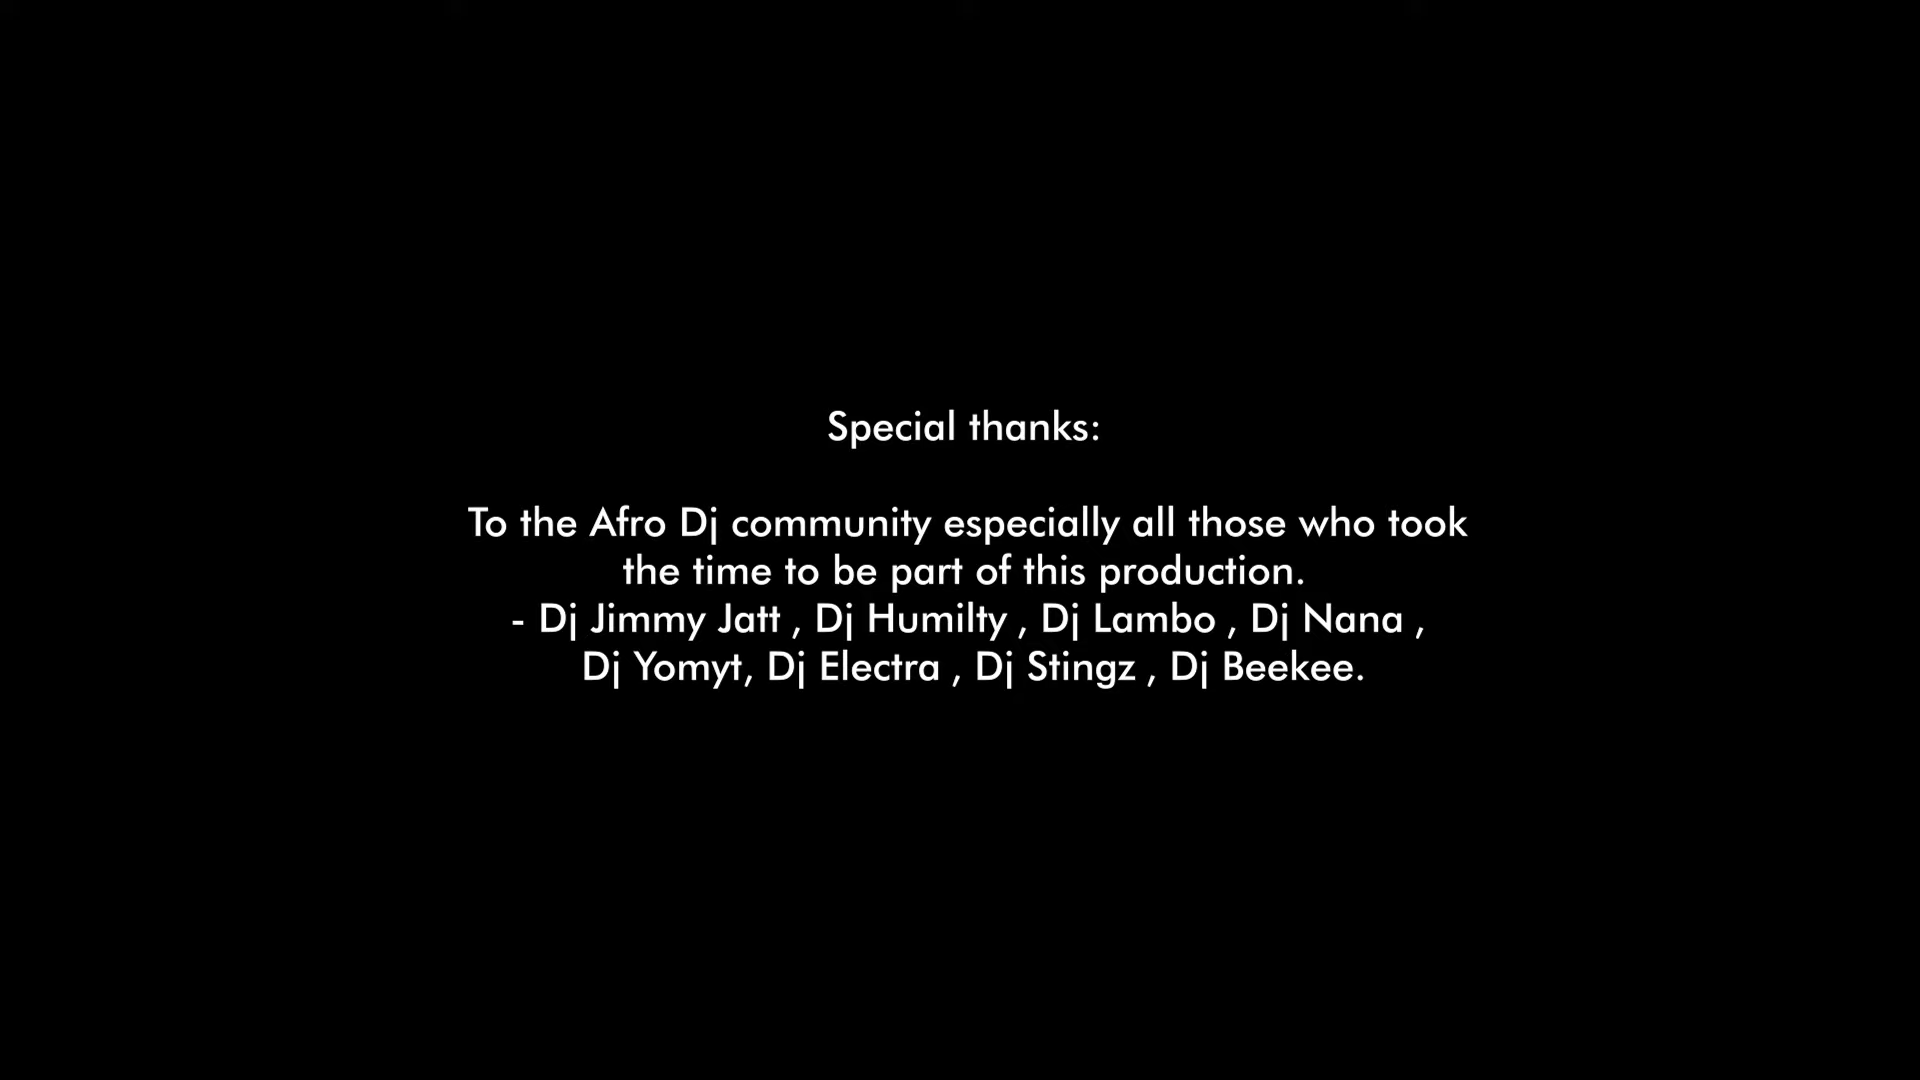 Special thanks:
To the Afro Dj community especially all those who took
the time to be part of this production.
- Dj Jimmy Jatt , Dj Humilty , Dj Lambo , Dj Nana ,
Dj Yomyt, Dj Electra , Dj Stingz , Dj Beekee.